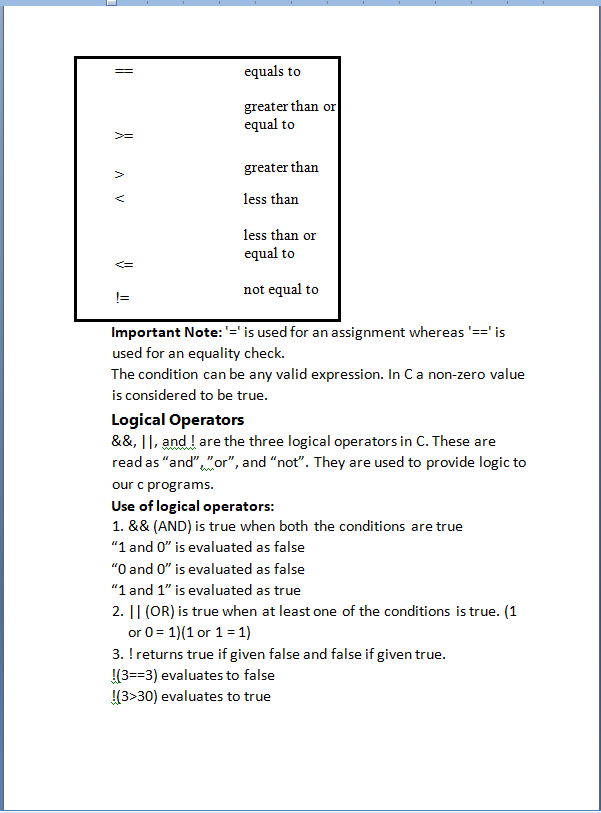 == equals to
greater than or
equal to
>=
> greater than
< less than
less than or
equal to
<=
!= not equal to
Important Note: '=' is used for an assignment whereas '==' is
used for an equality check.
The condition can be any valid expression. In C a non-zero value
is considered to be true.
Logical Operators
&&, ||, and ! are the three logical operators in C. These are
read as “and”,”or”, and “not”. They are used to provide logic to
our c programs.
Use of logical operators:
1. && (AND) is true when both the conditions are true
“1 and 0” is evaluated as false
“0 and 0” is evaluated as false
“1 and 1” is evaluated as true
2. || (OR) is true when at least one of the conditions is true. (1
or 0 = 1)(1 or 1 = 1)
3. ! returns true if given false and false if given true.
!(3==3) evaluates to false
!(3>30) evaluates to true